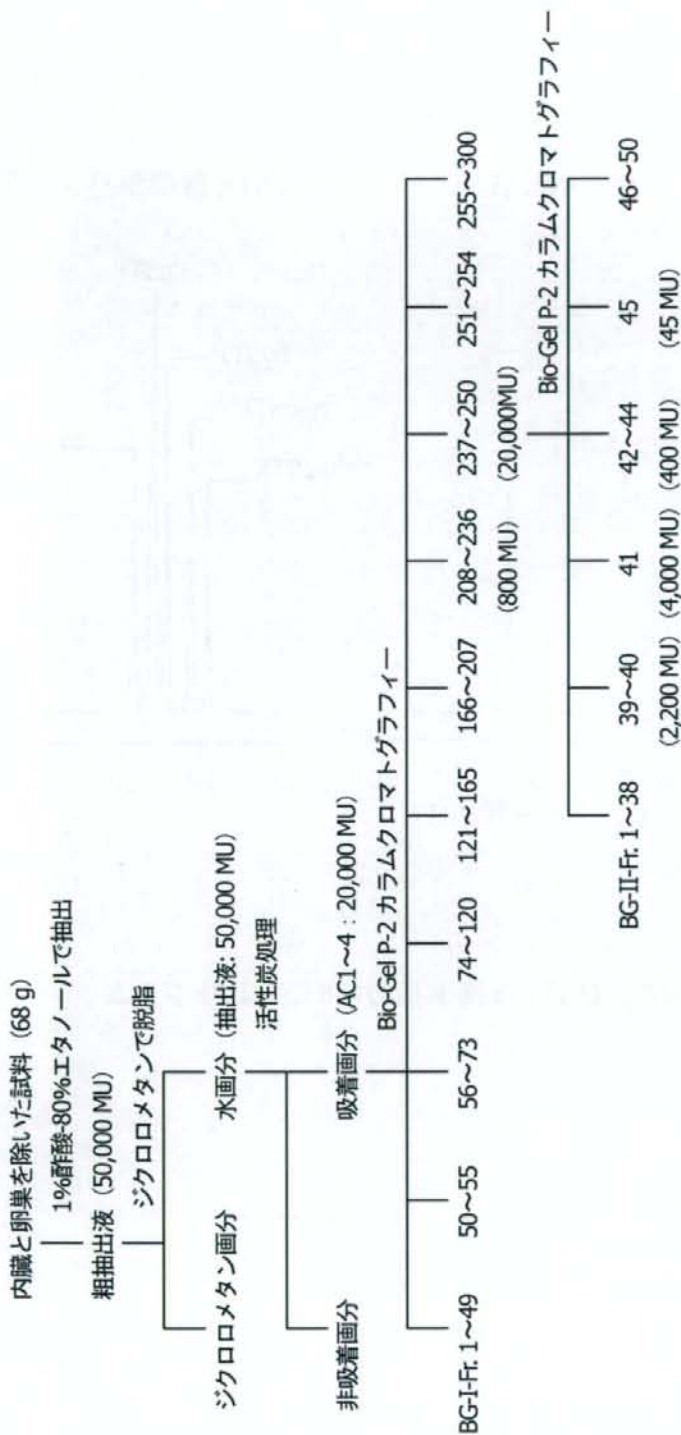 内臓と卵巣を除いた試料 (68 g)
1%酢酸-80%エタノールで抽出
粗抽出液 (50,000 MU)
ジクロロメタンで脱脂
ジクロロメタン画分
水画分 (抽出液: 50,000 MU)
活性炭処理
非吸着画分
吸着画分 (AC1～4:20,000 MU)
Bio-Gel P-2 カラムクロマトグラフィー
BG-I-Fr. 1～49 50～55 56～73 74～120 121～165 166～207 208～236 237～250 251～254 255～300
(800 MU) (20,000MU)
Bio-Gel P-2 カラムクロマトグラフィー
BG-II-Fr. 1～38 39～40 41 42～44 45 46～50
(2,200 MU) (4,000 MU) (400 MU) (45 MU)